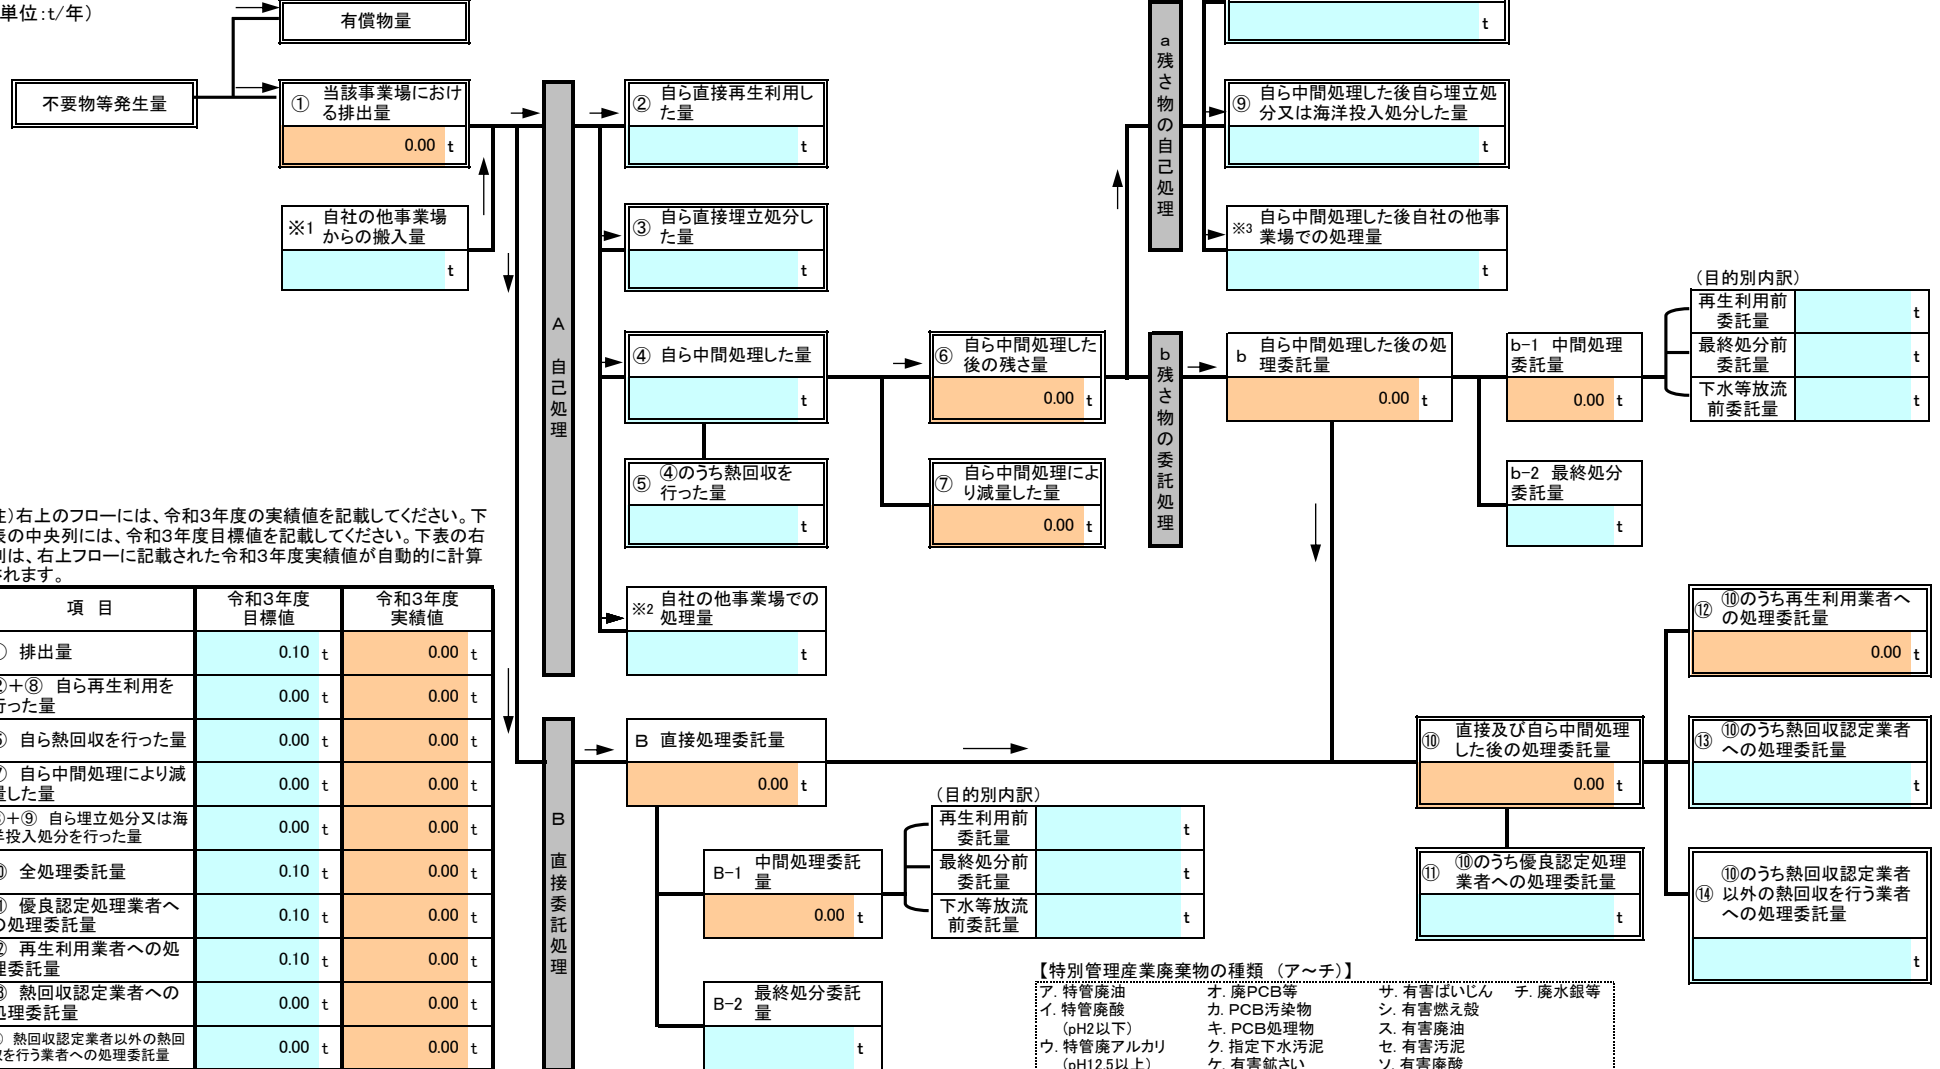 単位:t/年）
有償物量
不要物等発生量
① 当該事業場におけ
る排出量
0.00 t
※1 自社の他事業場
からの搬入量
t
A 自己処理
② 自ら直接再生利用し
た量
t
③ 自ら直接埋立処分し
た量
t
④ 自ら中間処理した量
t
⑤ ④のうち熱回収を
行った量
t
※2 自社の他事業場での
処理量
t
⑥ 自ら中間処理した
後の残さ量
0.00 t
⑦ 自ら中間処理によ
り減量した量
0.00 t
a 残さ物の自己処理
t
⑨ 自ら中間処理した後自ら埋立処
分又は海洋投入処分した量
t
※3 自ら中間処理した後自社の他事
業場での処理量
t
b 残さ物の委託処理
b 自ら中間処理した後の処
理委託量
0.00 t
b-1 中間処理
委託量
0.00 t
b-2 最終処分
委託量
t
（目的別内訳）
再生利用前
委託量
t
最終処分前
委託量
t
下水等放流
前委託量
t
注）右上のフローには、令和3年度の実績値を記載してください。下
表の中央列には、令和3年度目標値を記載してください。下表の右
列は、右上フローに記載された令和3年度実績値が自動的に計算
されます。
項 目
令和3年度
目標値
令和3年度
実績値
① 排出量 0.10 t 0.00 t
②＋⑧ 自ら再生利用を
行った量 0.00 t 0.00 t
⑤ 自ら熱回収を行った量 0.00 t 0.00 t
⑦ 自ら中間処理により減
量した量 0.00 t 0.00 t
③＋⑨ 自ら埋立処分又は海
洋投入処分を行った量 0.00 t 0.00 t
⑩ 全処理委託量 0.10 t 0.00 t
⑪ 優良認定処理業者へ
の処理委託量 0.10 t 0.00 t
⑫ 再生利用業者への処
理委託量 0.10 t 0.00 t
⑬ 熱回収認定業者への
処理委託量 0.00 t 0.00 t
⑭ 熱回収認定業者以外の熱回
収を行う業者への処理委託量 0.00 t 0.00 t
B 直接委託処理
B 直接処理委託量
0.00 t
B-1 中間処理委託
量
0.00 t
B-2 最終処分委託
量
t
（目的別内訳）
再生利用前
委託量
t
最終処分前
委託量
t
下水等放流
前委託量
t
⑩ 直接及び自ら中間処理
した後の処理委託量
0.00 t
⑪ ⑩のうち優良認定処理
業者への処理委託量
t
⑫ ⑩のうち再生利用業者へ
の処理委託量
0.00 t
⑬ ⑩のうち熱回収認定業者
への処理委託量
t
⑭ ⑩のうち熱回収認定業者
以外の熱回収を行う業者
への処理委託量
t
【特別管理産業廃棄物の種類 （ア～チ）】
ア. 特管廃油 オ. 廃PCB等 サ. 有害ばいじん チ. 廃水銀等
イ. 特管廃酸 カ. PCB汚染物 シ. 有害燃え殻
（pH2以下） キ. PCB処理物 ス. 有害廃油
ウ. 特管廃アルカリ ク. 指定下水汚泥 セ. 有害汚泥
（pH12.5以上） ケ. 有害鉱さい ソ. 有害廃酸